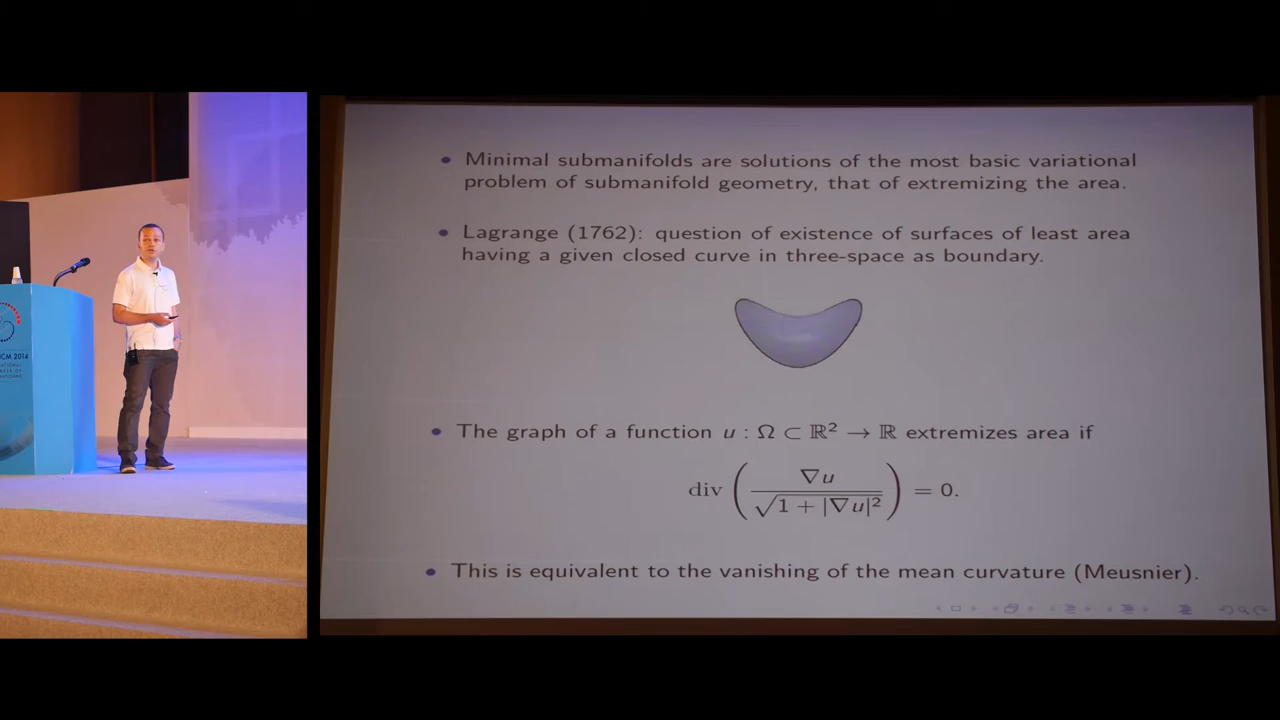 CM 2014
• Minimal submanifolds are solutions of the most basic variational
problem of submanifold geometry, that of extremizing the area.
• Lagrange (1762): question of existence of surfaces of least area
having a given closed curve in three-space as boundary.
• The graph of a function u : Ω ⊂ ℝ² → ℝ extremizes area if
div ( ∇u / √(1 + |∇u|²) ) = 0.
• This is equivalent to the vanishing of the mean curvature (Meusnier).